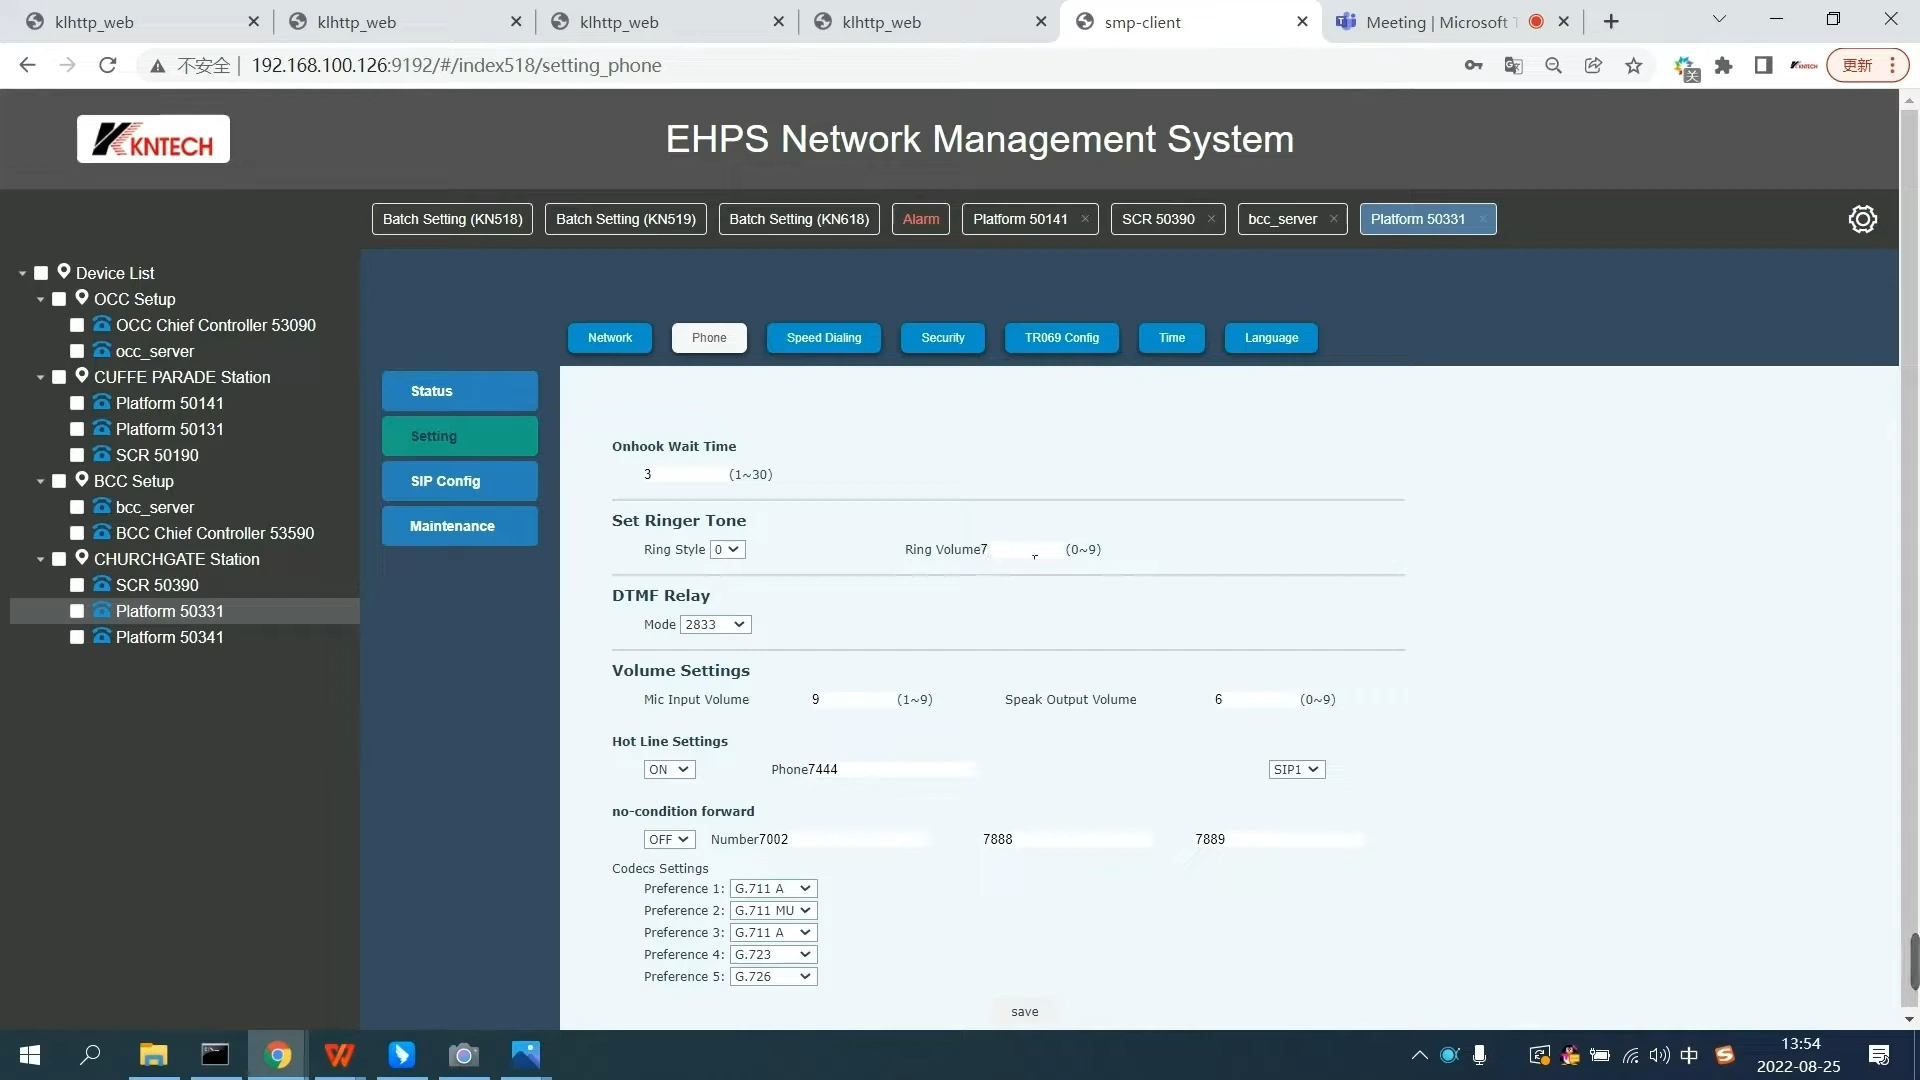 klhttp_web
klhttp_web
klhttp_web
klhttp_web
smp-client
Meeting | Microsoft
不安全
192.168.100.126:9192/#/index518/setting_phone
关
更新
KNTECH
EHPS Network Management System
Batch Setting (KN518)
Batch Setting (KN519)
Batch Setting (KN618)
Alarm
Platform 50141
SCR 50390
bcc_server
Platform 50331
Device List
OCC Setup
OCC Chief Controller 53090
occ_server
CUFFE PARADE Station
Platform 50141
Platform 50131
SCR 50190
BCC Setup
bcc_server
BCC Chief Controller 53590
CHURCHGATE Station
SCR 50390
Platform 50331
Platform 50341
Network
Phone
Speed Dialing
Security
TR069 Config
Time
Language
Status
Setting
SIP Config
Maintenance
Onhook Wait Time
3 (1~30)
Set Ringer Tone
Ring Style 0 Ring Volume7 (0~9)
DTMF Relay
Mode 2833
Volume Settings
Mic Input Volume 9 (1~9) Speak Output Volume 6 (0~9)
Hot Line Settings
ON Phone7444 SIP1
no-condition forward
OFF Number7002 7888 7889
Codecs Settings
Preference 1: G.711 A
Preference 2: G.711 MU
Preference 3: G.711 A
Preference 4: G.723
Preference 5: G.726
save
中
13:54
2022-08-25